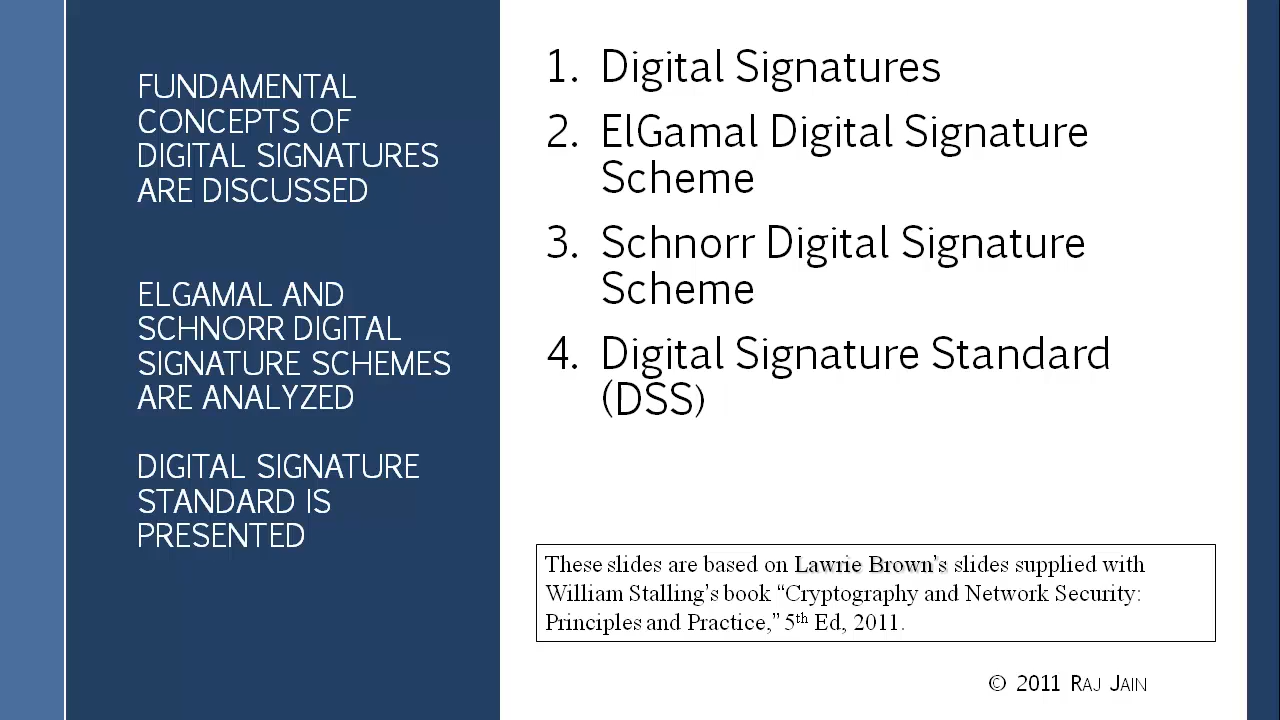 FUNDAMENTAL
CONCEPTS OF
DIGITAL SIGNATURES
ARE DISCUSSED
ELGAMAL AND
SCHNORR DIGITAL
SIGNATURE SCHEMES
ARE ANALYZED
DIGITAL SIGNATURE
STANDARD IS
PRESENTED
1. Digital Signatures
2. ElGamal Digital Signature
Scheme
3. Schnorr Digital Signature
Scheme
4. Digital Signature Standard
(DSS)
These slides are based on Lawrie Brown's slides supplied with
William Stalling's book “Cryptography and Network Security:
Principles and Practice,” 5th Ed, 2011.
© 2011 RAJ JAIN